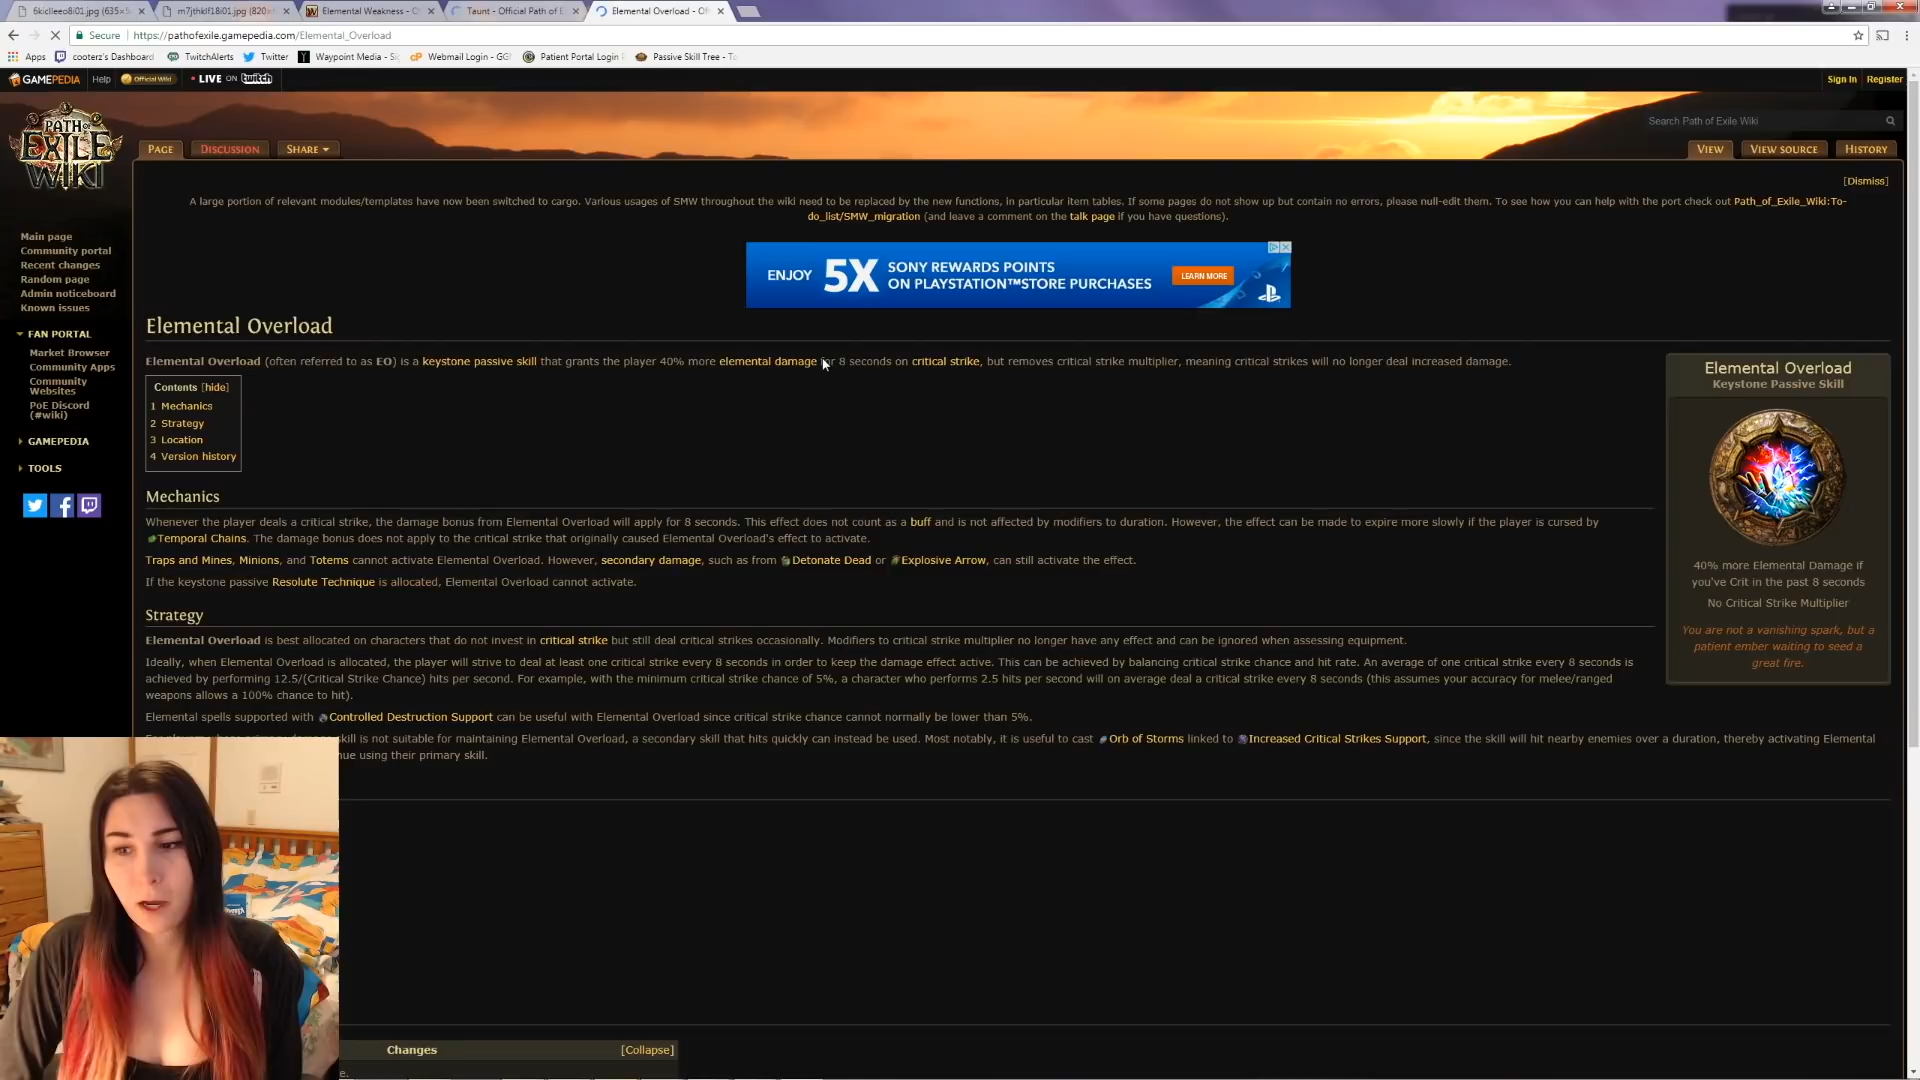 6kiclleeo8i01.jpg (635×5
m7jthklf18i01.jpg (820×
Elemental Weakness - O
Taunt - Official Path of E
Elemental Overload - Off
Secure
https://pathofexile.gamepedia.com/Elemental_Overload
Apps
cooterz's Dashboard
TwitchAlerts
Twitter
Waypoint Media - Si
Webmail Login - GG
Patient Portal Login
Passive Skill Tree - To
GAMEPEDIA
Help
Official Wiki
LIVE ON twitch
Sign In
Register
PATH OF EXILE WIKI
Search Path of Exile Wiki
PAGE
DISCUSSION
SHARE
VIEW
VIEW SOURCE
HISTORY
[Dismiss]
A large portion of relevant modules/templates have now been switched to cargo. Various usages of SMW throughout the wiki need to be replaced by the new functions, in particular item tables. If some pages do not show up but contain no errors, please null-edit them. To see how you can help with the port check out Path_of_Exile_Wiki:To-
do_list/SMW_migration (and leave a comment on the talk page if you have questions).
Main page
Community portal
Recent changes
Random page
Admin noticeboard
Known issues
FAN PORTAL
Market Browser
Community Apps
Community
Websites
PoE Discord
(#wiki)
GAMEPEDIA
TOOLS
ENJOY 5X SONY REWARDS POINTS
ON PLAYSTATION™STORE PURCHASES
LEARN MORE
Elemental Overload
Elemental Overload (often referred to as EO) is a keystone passive skill that grants the player 40% more elemental damage for 8 seconds on critical strike, but removes critical strike multiplier, meaning critical strikes will no longer deal increased damage.
Contents [hide]
1 Mechanics
2 Strategy
3 Location
4 Version history
Mechanics
Whenever the player deals a critical strike, the damage bonus from Elemental Overload will apply for 8 seconds. This effect does not count as a buff and is not affected by modifiers to duration. However, the effect can be made to expire more slowly if the player is cursed by
Temporal Chains. The damage bonus does not apply to the critical strike that originally caused Elemental Overload's effect to activate.
Traps and Mines, Minions, and Totems cannot activate Elemental Overload. However, secondary damage, such as from Detonate Dead or Explosive Arrow, can still activate the effect.
If the keystone passive Resolute Technique is allocated, Elemental Overload cannot activate.
Strategy
Elemental Overload is best allocated on characters that do not invest in critical strike but still deal critical strikes occasionally. Modifiers to critical strike multiplier no longer have any effect and can be ignored when assessing equipment.
Ideally, when Elemental Overload is allocated, the player will strive to deal at least one critical strike every 8 seconds in order to keep the damage effect active. This can be achieved by balancing critical strike chance and hit rate. An average of one critical strike every 8 seconds is
achieved by performing 12.5/(Critical Strike Chance) hits per second. For example, with the minimum critical strike chance of 5%, a character who performs 2.5 hits per second will on average deal a critical strike every 8 seconds (this assumes your accuracy for melee/ranged
weapons allows a 100% chance to hit).
Elemental spells supported with Controlled Destruction Support can be useful with Elemental Overload since critical strike chance cannot normally be lower than 5%.
skill is not suitable for maintaining Elemental Overload, a secondary skill that hits quickly can instead be used. Most notably, it is useful to cast Orb of Storms linked to Increased Critical Strikes Support, since the skill will hit nearby enemies over a duration, thereby activating Elemental
nue using their primary skill.
Elemental Overload
Keystone Passive Skill
40% more Elemental Damage if
you've Crit in the past 8 seconds
No Critical Strike Multiplier
You are not a vanishing spark, but a
patient ember waiting to seed a
great fire.
Changes
[Collapse]
e.